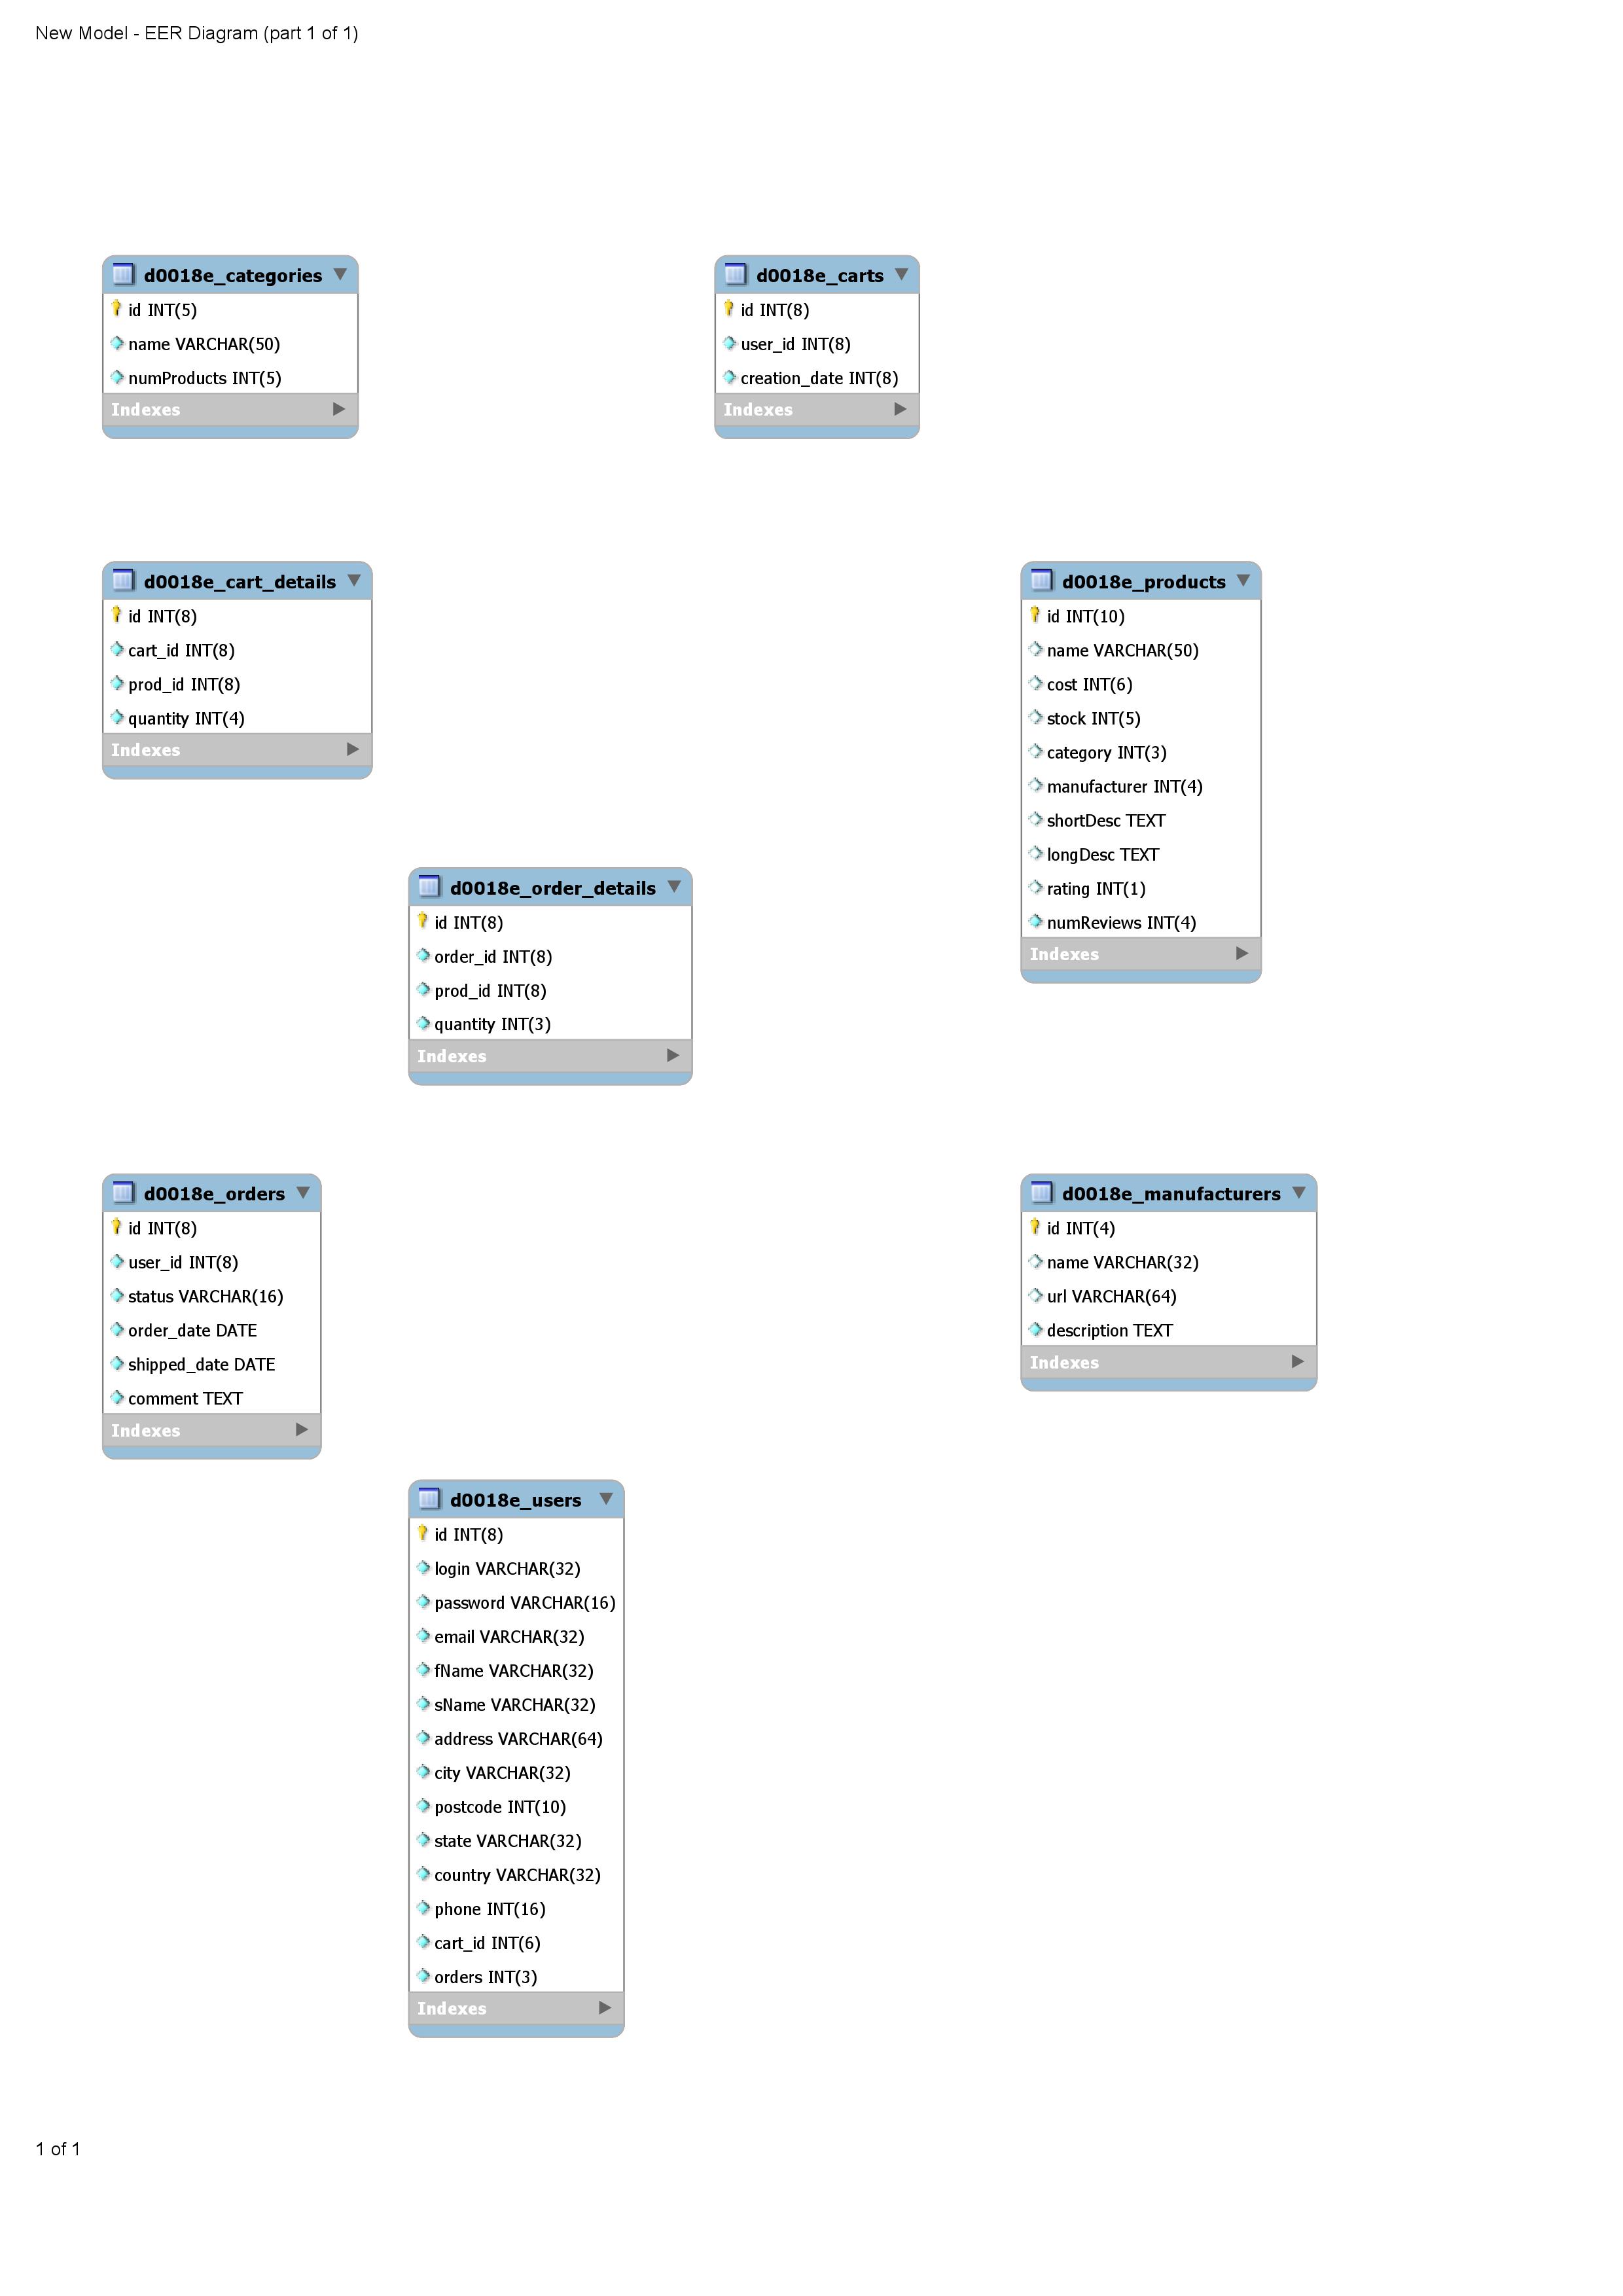 New Model - EER Diagram (part 1 of 1)
d0018e_categories
id INT(5)
name VARCHAR(50)
numProducts INT(5)
Indexes
d0018e_carts
id INT(8)
user_id INT(8)
creation_date INT(8)
Indexes
d0018e_cart_details
id INT(8)
cart_id INT(8)
prod_id INT(8)
quantity INT(4)
Indexes
d0018e_products
id INT(10)
name VARCHAR(50)
cost INT(6)
stock INT(5)
category INT(3)
manufacturer INT(4)
shortDesc TEXT
longDesc TEXT
rating INT(1)
numReviews INT(4)
Indexes
d0018e_order_details
id INT(8)
order_id INT(8)
prod_id INT(8)
quantity INT(3)
Indexes
d0018e_orders
id INT(8)
user_id INT(8)
status VARCHAR(16)
order_date DATE
shipped_date DATE
comment TEXT
Indexes
d0018e_manufacturers
id INT(4)
name VARCHAR(32)
url VARCHAR(64)
description TEXT
Indexes
d0018e_users
id INT(8)
login VARCHAR(32)
password VARCHAR(16)
email VARCHAR(32)
fName VARCHAR(32)
sName VARCHAR(32)
address VARCHAR(64)
city VARCHAR(32)
postcode INT(10)
state VARCHAR(32)
country VARCHAR(32)
phone INT(16)
cart_id INT(6)
orders INT(3)
Indexes
1 of 1